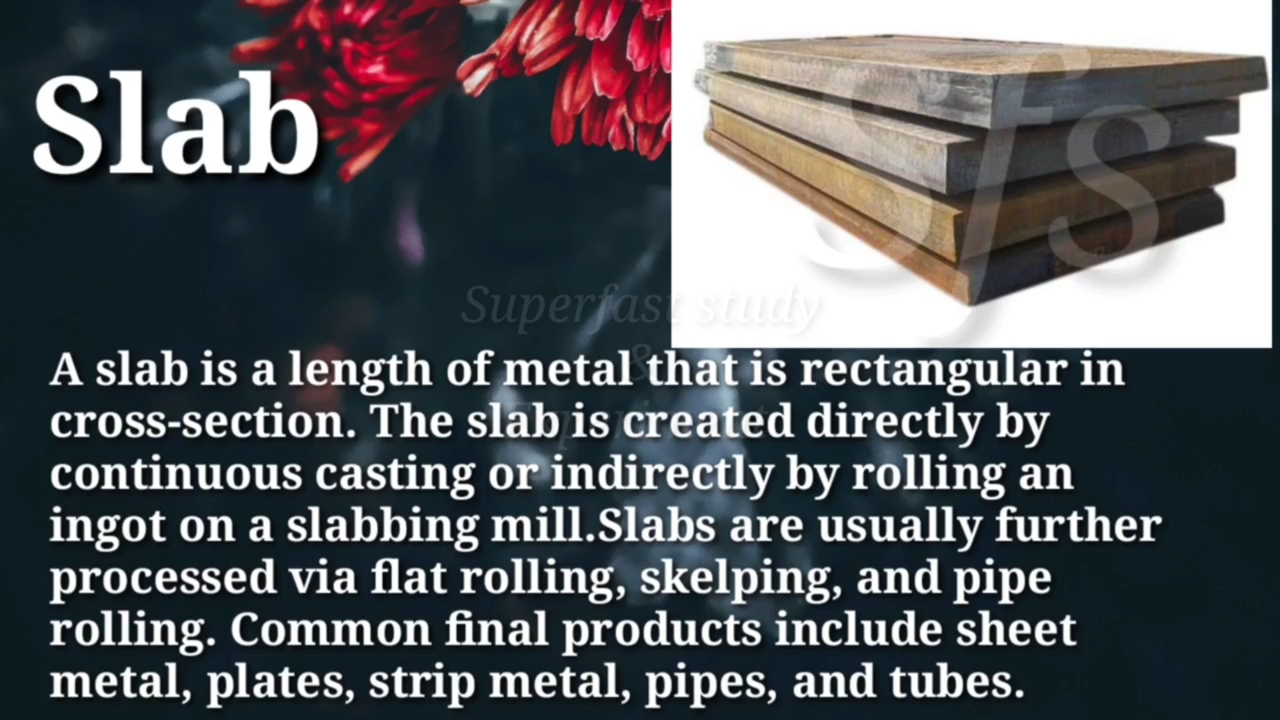 Slab
sfs
Superfast study
&
A slab is a length of metal that is rectangular in
cross-section. The slab is created directly by
continuous casting or indirectly by rolling an
ingot on a slabbing mill.Slabs are usually further
processed via flat rolling, skelping, and pipe
rolling. Common final products include sheet
metal, plates, strip metal, pipes, and tubes.